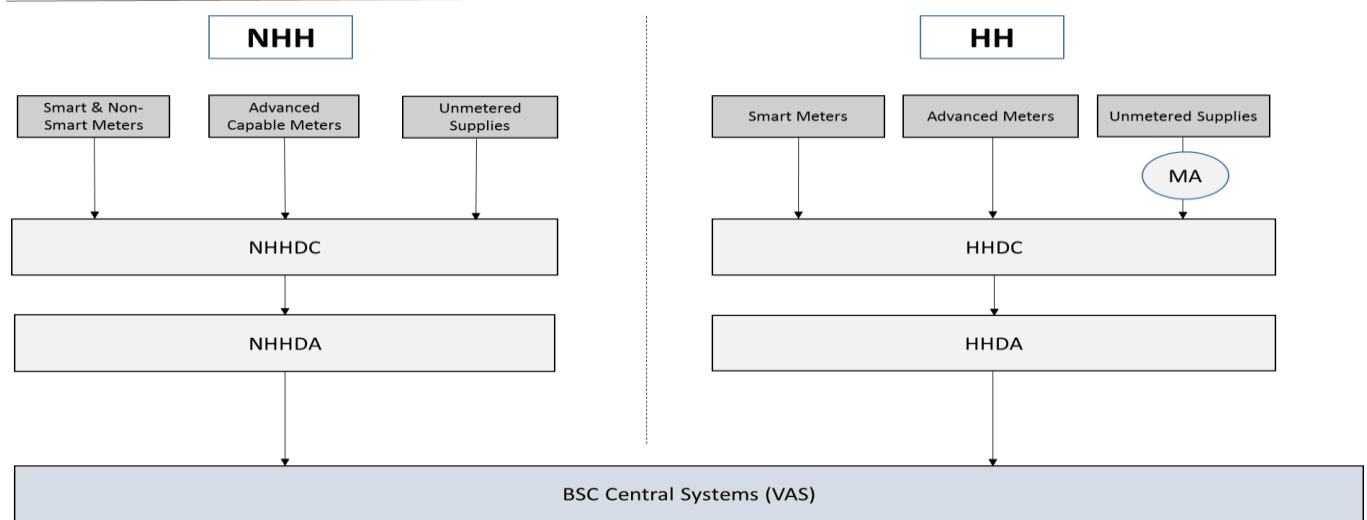 NHH
HH
Smart & Non-
Smart Meters
Advanced
Capable Meters
Unmetered
Supplies
Smart Meters
Advanced Meters
Unmetered Supplies
MA
NHHDC
HHDC
NHHDA
HHDA
BSC Central Systems (VAS)